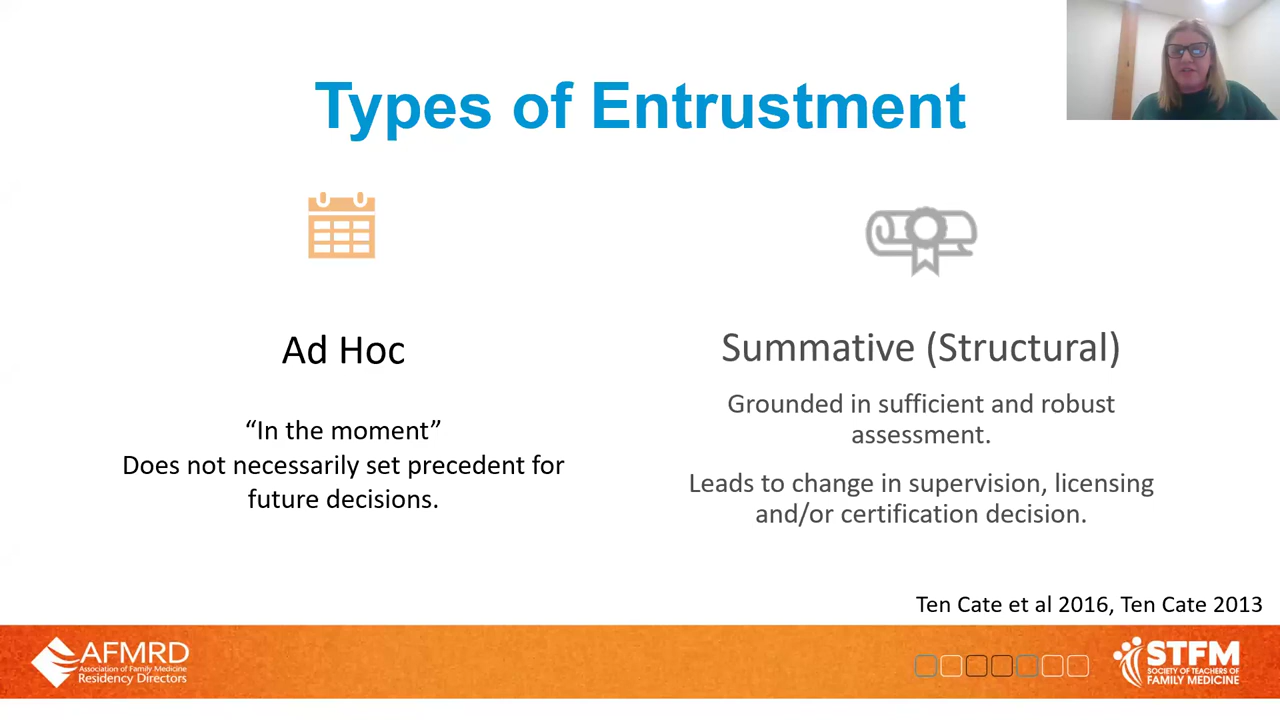 Types of Entrustment
Ad Hoc
“In the moment”
Does not necessarily set precedent for
future decisions.
Summative (Structural)
Grounded in sufficient and robust
assessment.
Leads to change in supervision, licensing
and/or certification decision.
Ten Cate et al 2016, Ten Cate 2013
AFMRD
Association of Family Medicine
Residency Directors
STFM
SOCIETY OF TEACHERS OF
FAMILY MEDICINE